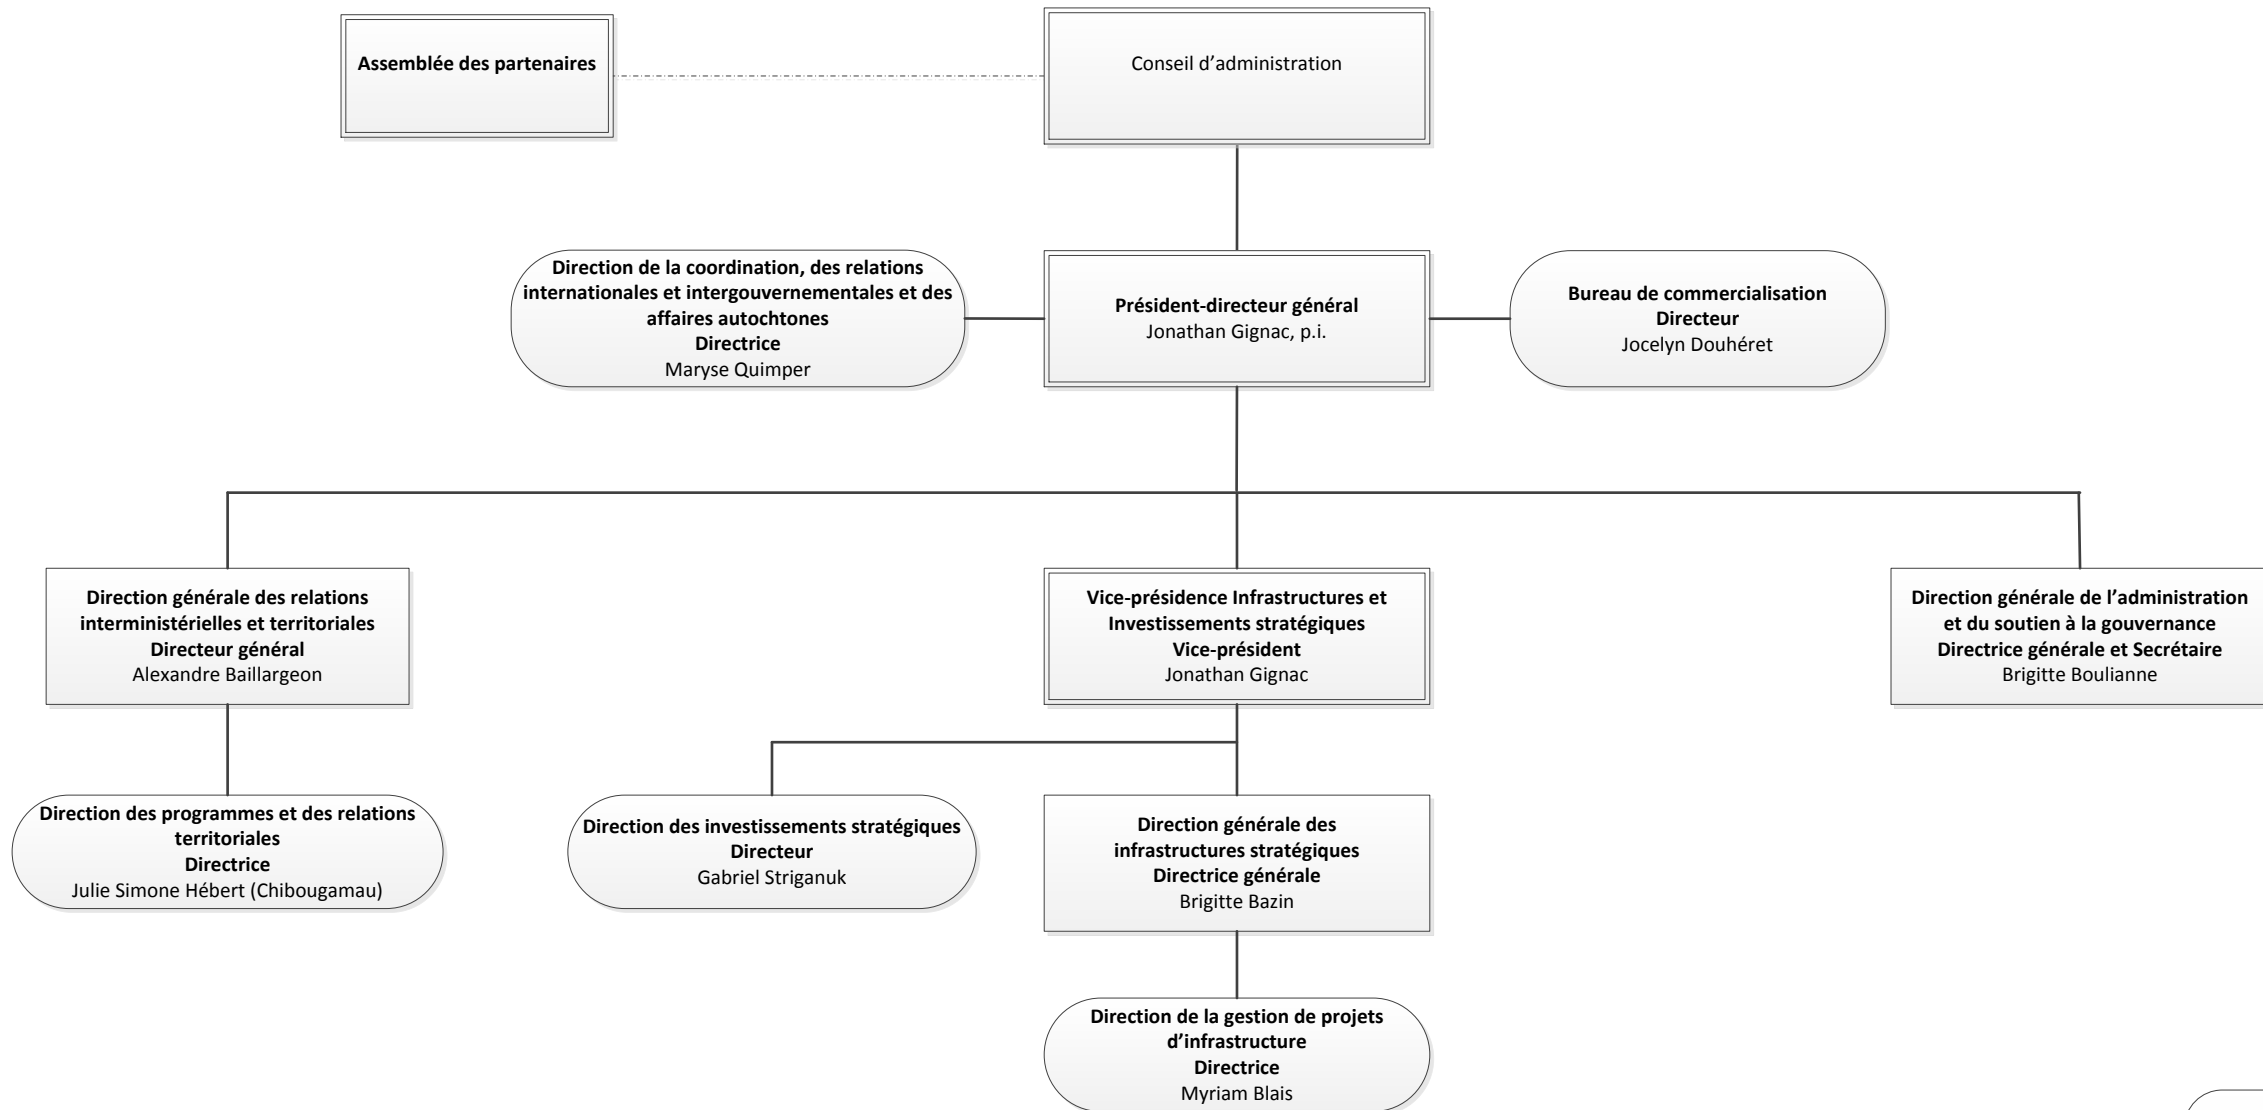 Assemblée des partenaires
Conseil d’administration
Direction de la coordination, des relations
internationales et intergouvernementales et des
affaires autochtones
Directrice
Maryse Quimper
Président-directeur général
Jonathan Gignac, p.i.
Bureau de commercialisation
Directeur
Jocelyn Douhéret
Direction générale des relations
interministérielles et territoriales
Directeur général
Alexandre Baillargeon
Vice-présidence Infrastructures et
Investissements stratégiques
Vice-président
Jonathan Gignac
Direction générale de l’administration
et du soutien à la gouvernance
Directrice générale et Secrétaire
Brigitte Boulianne
Direction des programmes et des relations
territoriales
Directrice
Julie Simone Hébert (Chibougamau)
Direction des investissements stratégiques
Directeur
Gabriel Striganuk
Direction générale des
infrastructures stratégiques
Directrice générale
Brigitte Bazin
Direction de la gestion de projets
d’infrastructure
Directrice
Myriam Blais